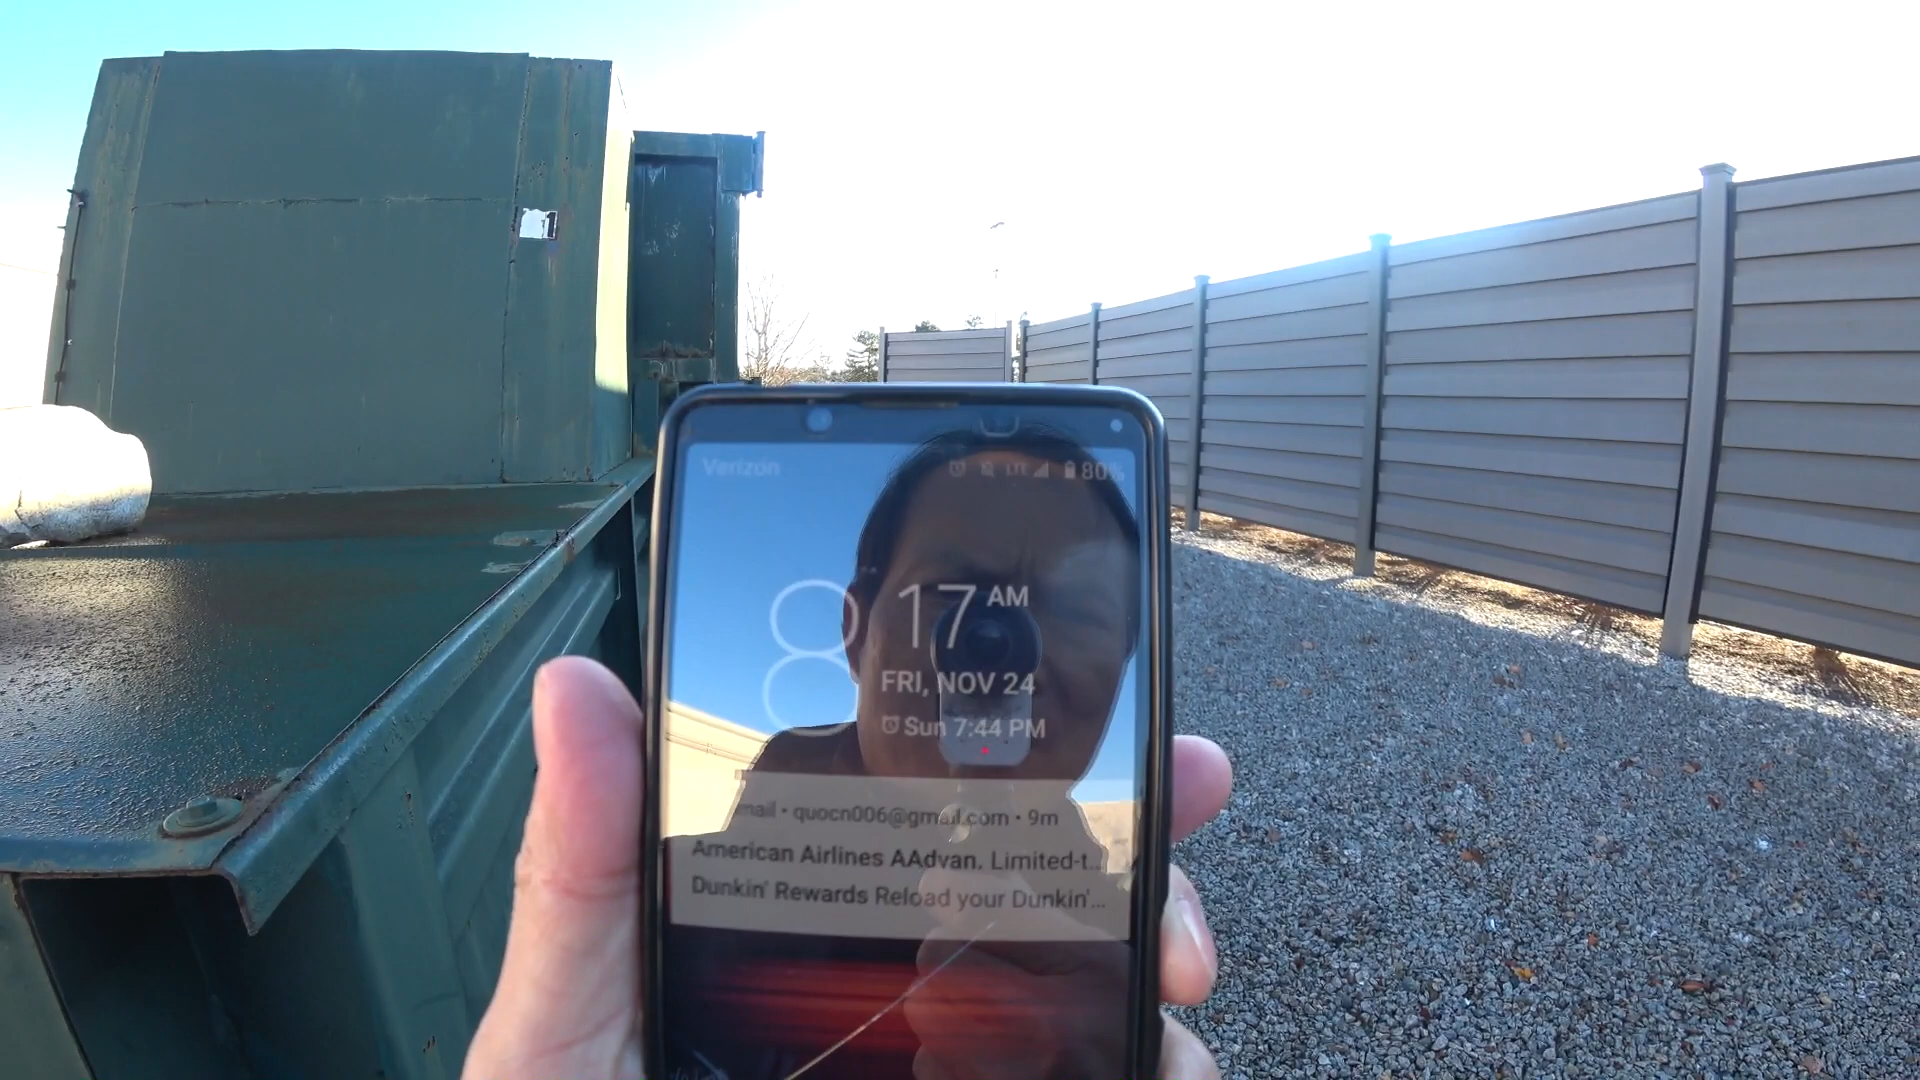 Verizon 80%
8 17 AM
FRI, NOV 24
Sun 7:44 PM
mail • quocn006@gmail.com • 9m
American Airlines AAdvan. Limited-t...
Dunkin' Rewards Reload your Dunkin'...